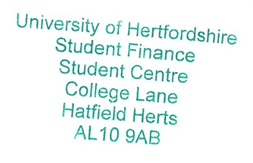 University of Hertfordshire
Student Finance
Student Centre
College Lane
Hatfield Herts
AL10 9AB